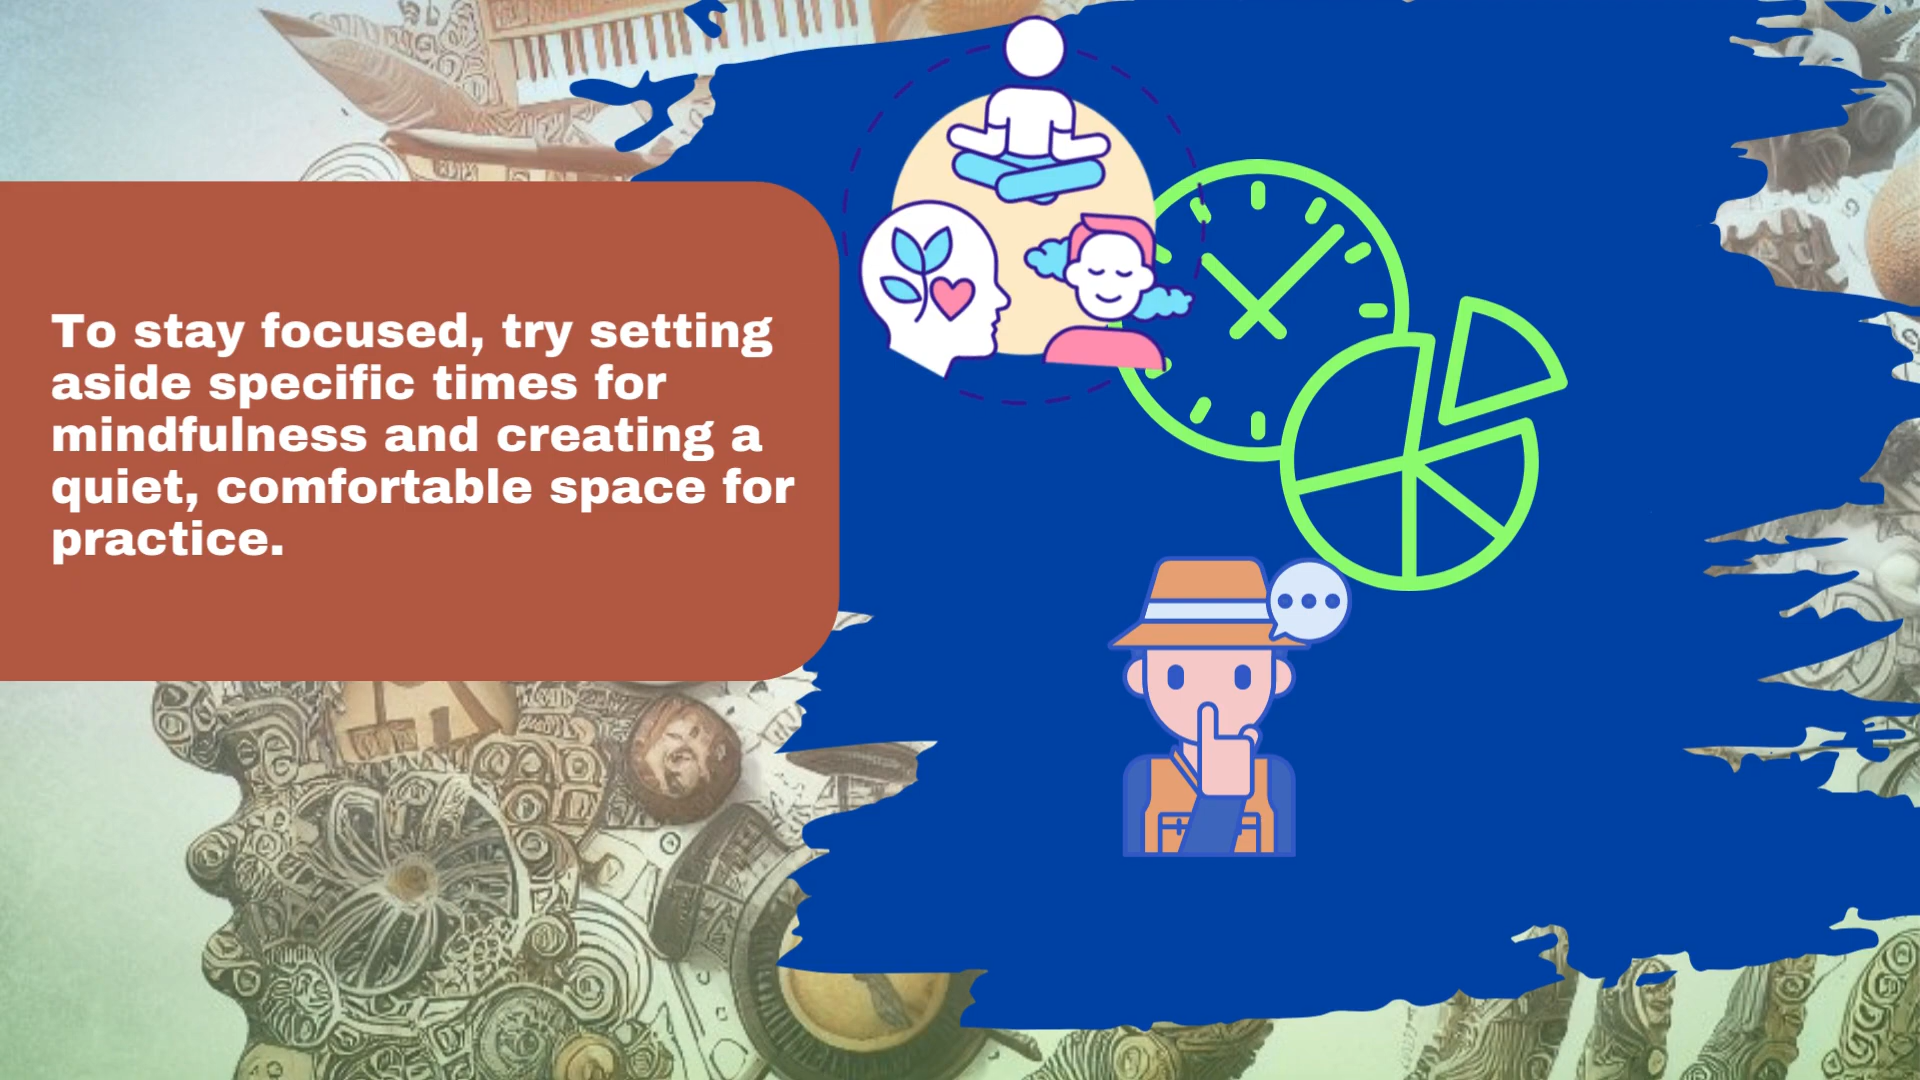 To stay focused, try setting
aside specific times for
mindfulness and creating a
quiet, comfortable space for
practice.